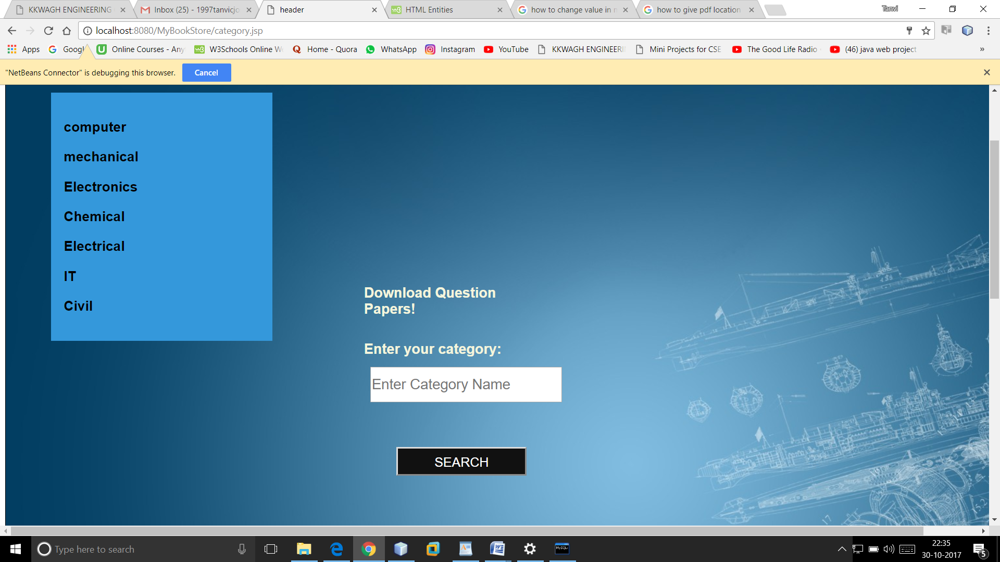 KKWAGH ENGINEERING
Inbox (25) - 1997tanvicjo
header
HTML Entities
how to change value in n
how to give pdf location
Tanvi
localhost:8080/MyBookStore/category.jsp
Apps
Googl
Online Courses - Any
W3Schools Online We
Home - Quora
WhatsApp
Instagram
YouTube
KKWAGH ENGINEERI
Mini Projects for CSE
The Good Life Radio
(46) java web project
»
"NetBeans Connector" is debugging this browser.
Cancel
computer
mechanical
Electronics
Chemical
Electrical
IT
Civil
Download Question
Papers!
Enter your category:
Enter Category Name
SEARCH
Type here to search
MySQL
22:35
30-10-2017
5